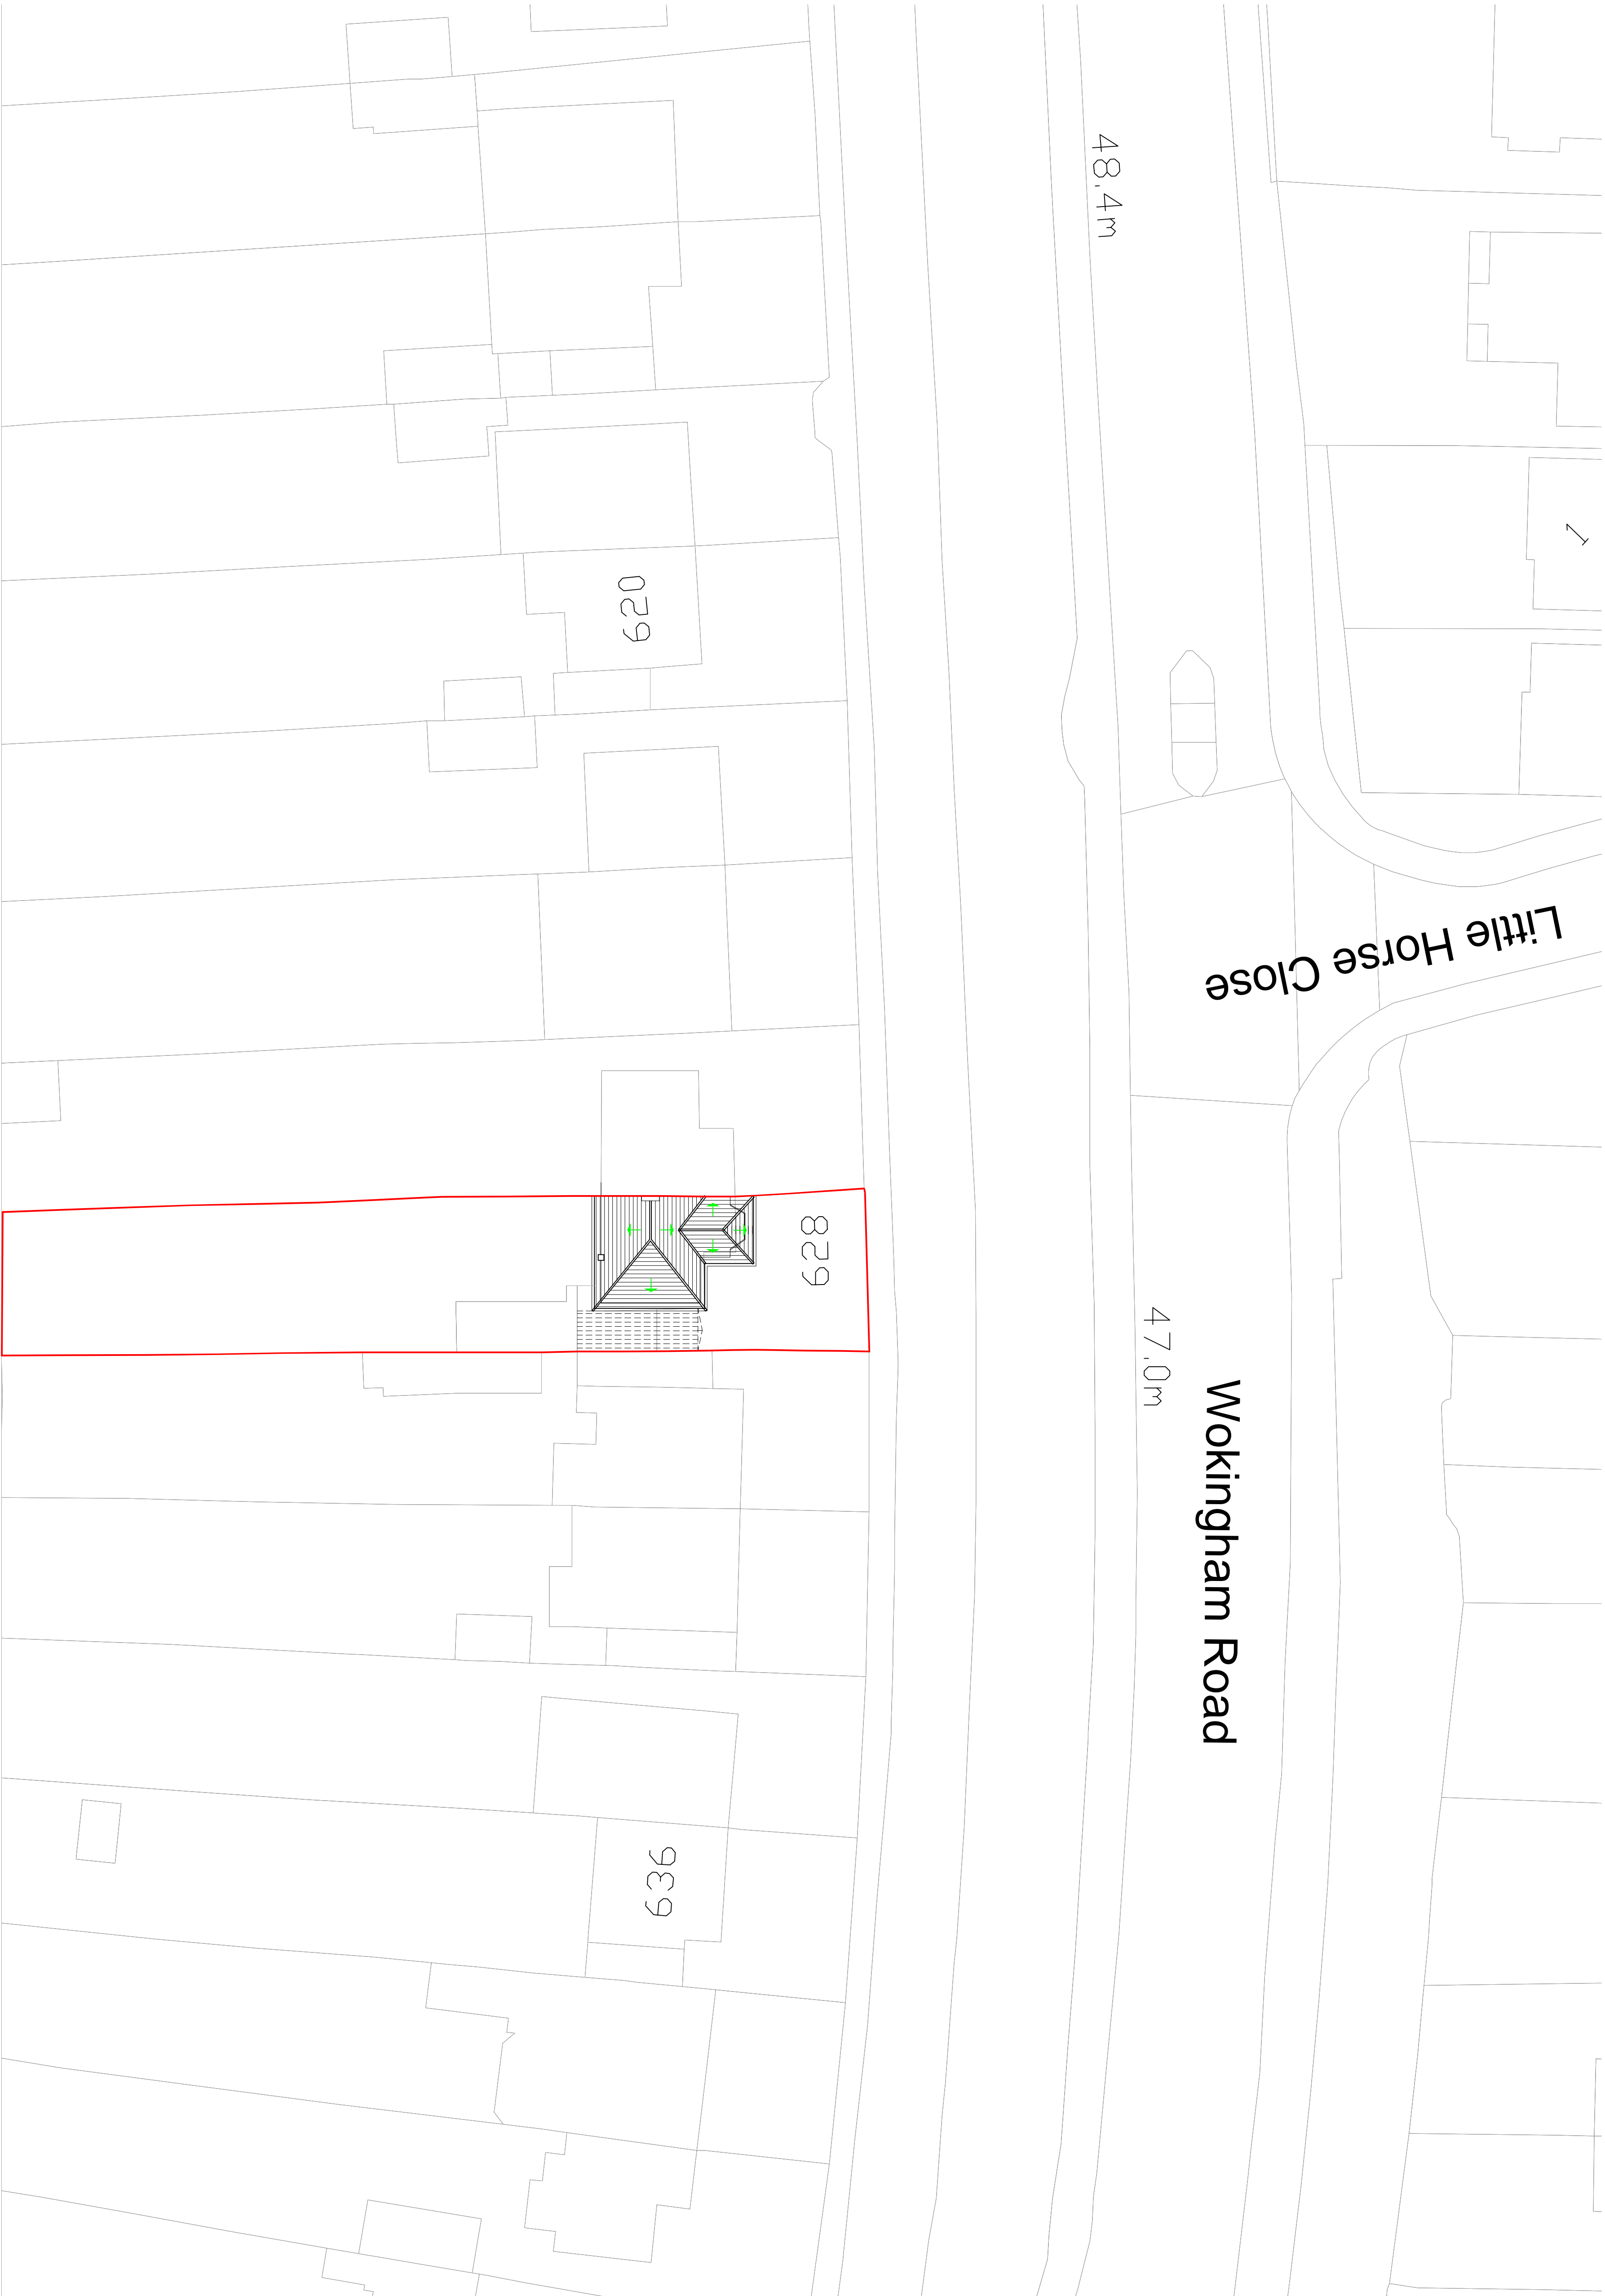 48.4m
1
620
Little Horse Close
628
47.0m
Wokingham Road
636